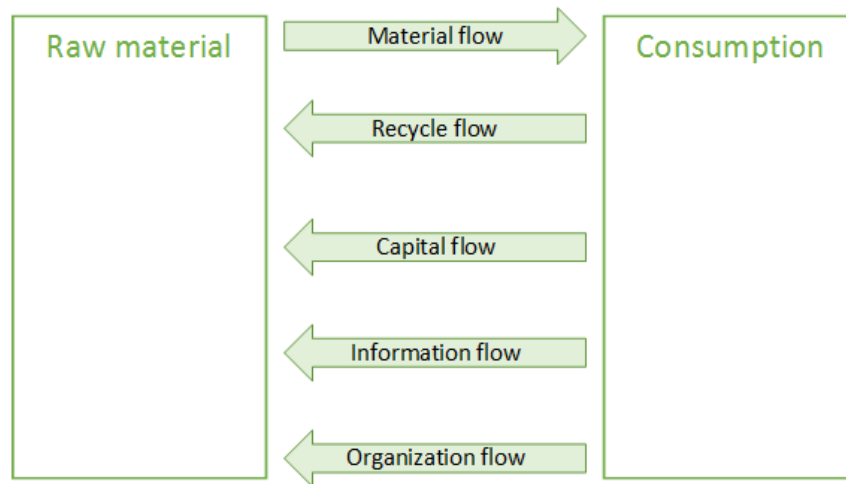 Raw material
Material flow
Consumption
Recycle flow
Capital flow
Information flow
Organization flow